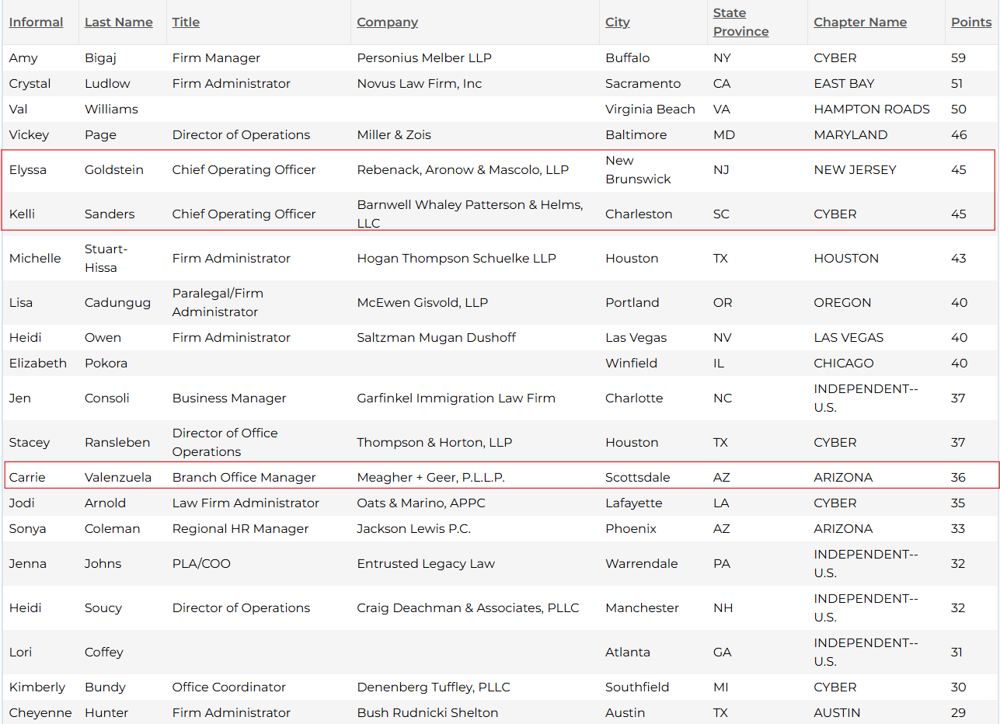 Informal Last Name Title Company City State Province Chapter Name Points
Amy Bigaj Firm Manager Personius Melber LLP Buffalo NY CYBER 59
Crystal Ludlow Firm Administrator Novus Law Firm, Inc Sacramento CA EAST BAY 51
Val Williams Virginia Beach VA HAMPTON ROADS 50
Vickey Page Director of Operations Miller & Zois Baltimore MD MARYLAND 46
Elyssa Goldstein Chief Operating Officer Rebenack, Aronow & Mascolo, LLP New Brunswick NJ NEW JERSEY 45
Kelli Sanders Chief Operating Officer Barnwell Whaley Patterson & Helms, LLC Charleston SC CYBER 45
Michelle Stuart-Hissa Firm Administrator Hogan Thompson Schuelke LLP Houston TX HOUSTON 43
Lisa Cadungug Paralegal/Firm Administrator McEwen Gisvold, LLP Portland OR OREGON 40
Heidi Owen Firm Administrator Saltzman Mugan Dushoff Las Vegas NV LAS VEGAS 40
Elizabeth Pokora Winfield IL CHICAGO 40
Jen Consoli Business Manager Garfinkel Immigration Law Firm Charlotte NC INDEPENDENT--U.S. 37
Stacey Ransleben Director of Office Operations Thompson & Horton, LLP Houston TX CYBER 37
Carrie Valenzuela Branch Office Manager Meagher + Geer, P.L.L.P. Scottsdale AZ ARIZONA 36
Jodi Arnold Law Firm Administrator Oats & Marino, APPC Lafayette LA CYBER 35
Sonya Coleman Regional HR Manager Jackson Lewis P.C. Phoenix AZ ARIZONA 33
Jenna Johns PLA/COO Entrusted Legacy Law Warrendale PA INDEPENDENT--U.S. 32
Heidi Soucy Director of Operations Craig Deachman & Associates, PLLC Manchester NH INDEPENDENT--U.S. 32
Lori Coffey Atlanta GA INDEPENDENT--U.S. 31
Kimberly Bundy Office Coordinator Denenberg Tuffley, PLLC Southfield MI CYBER 30
Cheyenne Hunter Firm Administrator Bush Rudnicki Shelton Austin TX AUSTIN 29